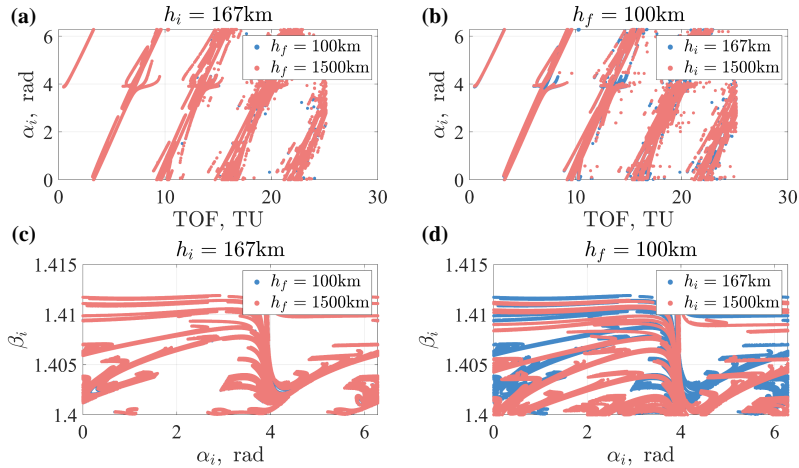 (a)
h_i = 167km
α_i, rad
6
4
2
0
h_f = 100km
h_f = 1500km
0 10 20 30
TOF, TU
(b)
h_f = 100km
α_i, rad
6
4
2
0
h_i = 167km
h_i = 1500km
0 10 20 30
TOF, TU
(c)
h_i = 167km
β_i
1.415
1.41
1.405
1.4
h_f = 100km
h_f = 1500km
0 2 4 6
α_i, rad
(d)
h_f = 100km
β_i
1.415
1.41
1.405
1.4
h_i = 167km
h_i = 1500km
0 2 4 6
α_i, rad